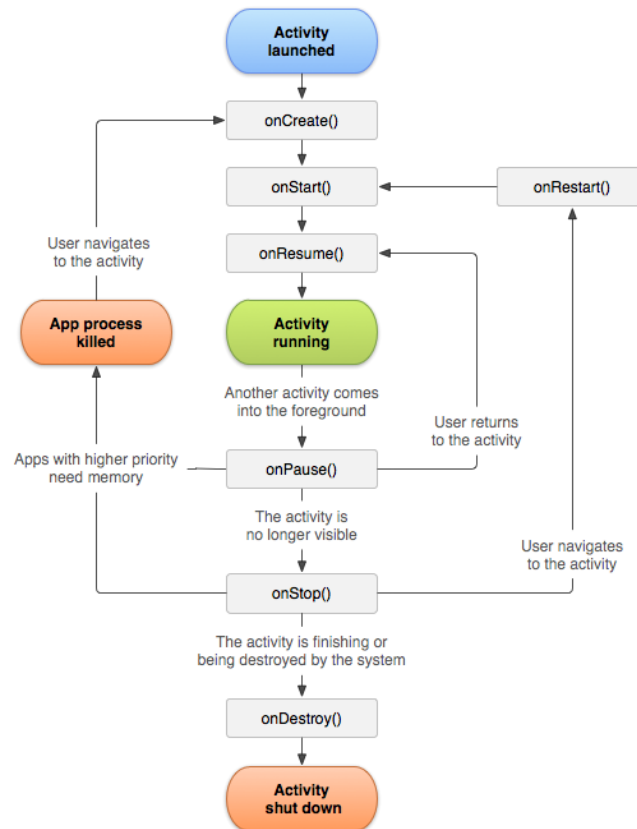 Activity
launched
onCreate()
onStart()
onRestart()
User navigates
to the activity
onResume()
App process
killed
Activity
running
Another activity comes
into the foreground
User returns
to the activity
Apps with higher priority
need memory
onPause()
The activity is
no longer visible
User navigates
to the activity
onStop()
The activity is finishing or
being destroyed by the system
onDestroy()
Activity
shut down